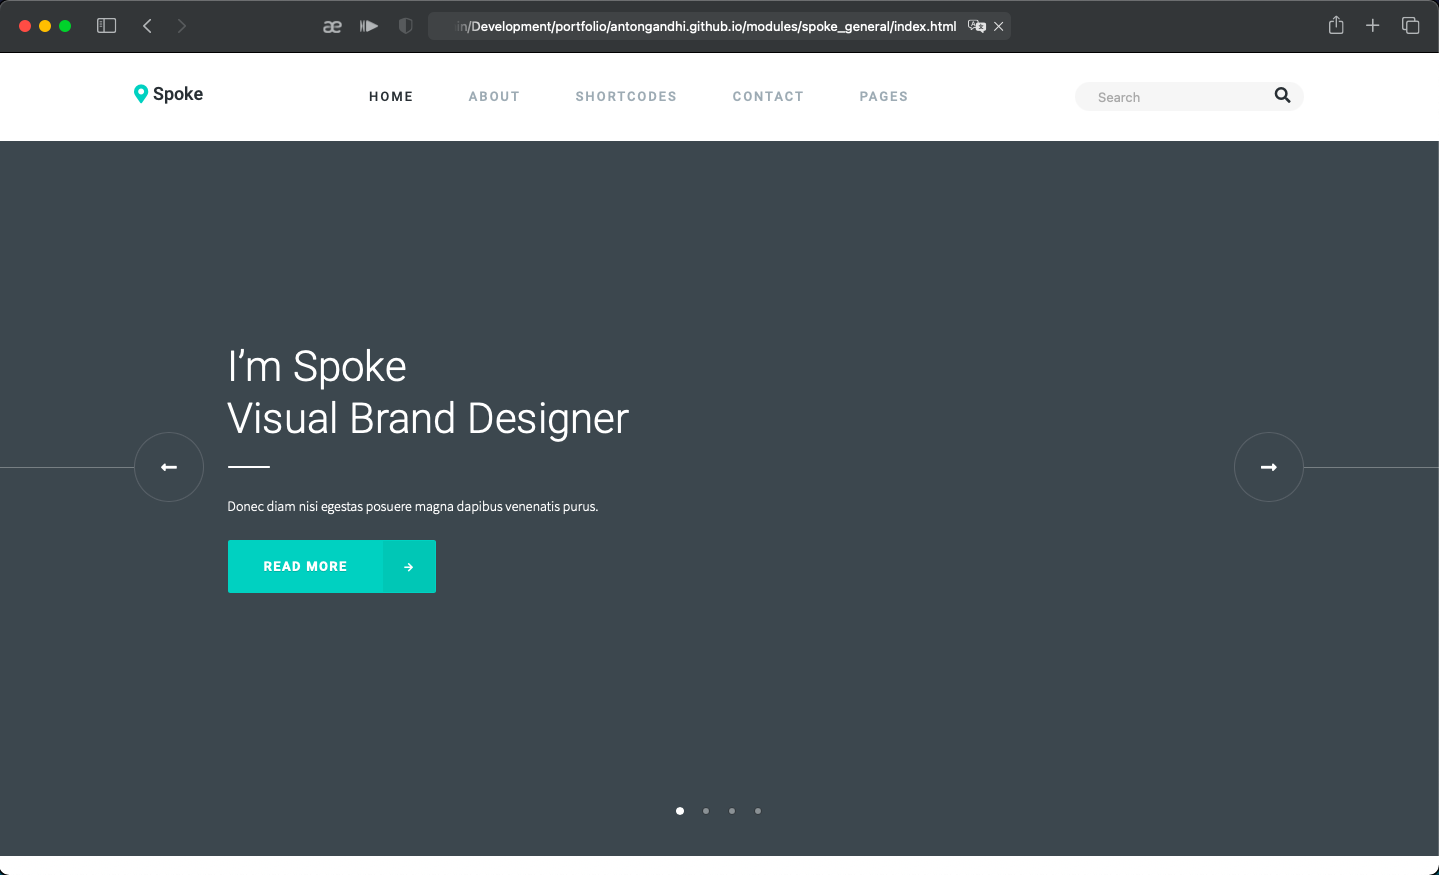 in/Development/portfolio/antongandhi.github.io/modules/spoke_general/index.html
Spoke
HOME ABOUT SHORTCODES CONTACT PAGES
Search
I’m Spoke
Visual Brand Designer
Donec diam nisi egestas posuere magna dapibus venenatis purus.
READ MORE